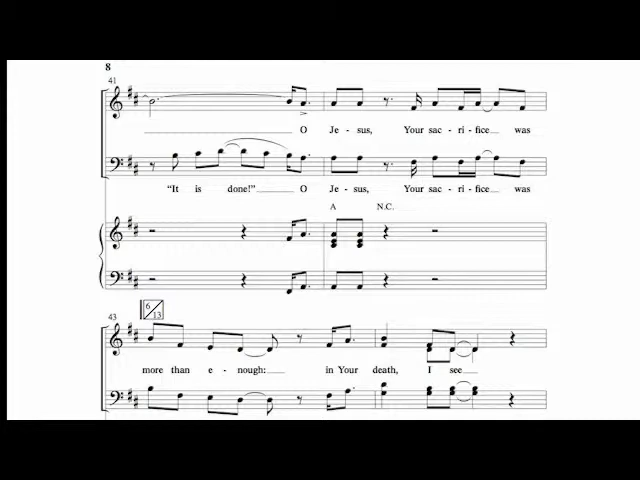 8
41
O Je - sus, Your sac - ri - fice was
"It is done!" O Je - sus, Your sac - ri - fice was
A N.C.
43
6
13
more than e - nough: in Your death, I see